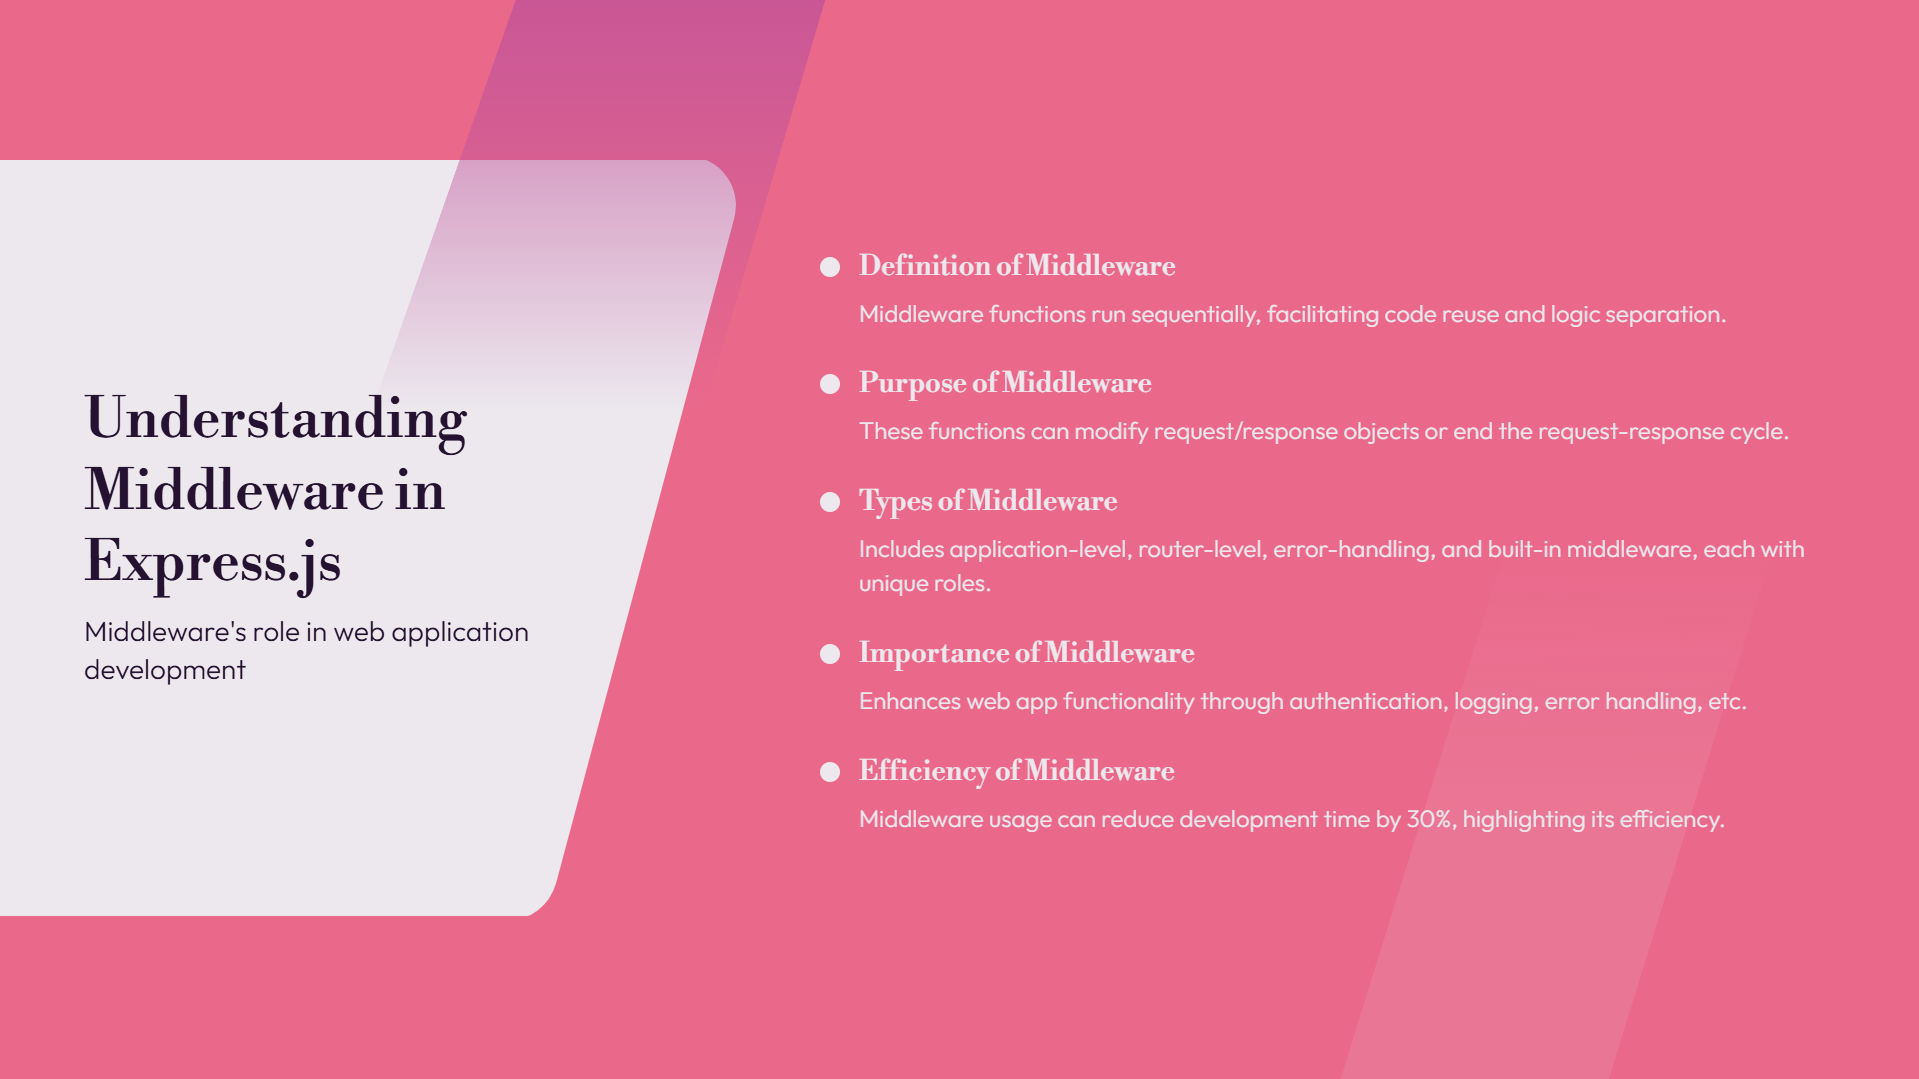 Understanding
Middleware in
Express.js
Middleware's role in web application
development
Definition of Middleware
Middleware functions run sequentially, facilitating code reuse and logic separation.
Purpose of Middleware
These functions can modify request/response objects or end the request-response cycle.
Types of Middleware
Includes application-level, router-level, error-handling, and built-in middleware, each with
unique roles.
Importance of Middleware
Enhances web app functionality through authentication, logging, error handling, etc.
Efficiency of Middleware
Middleware usage can reduce development time by 30%, highlighting its efficiency.